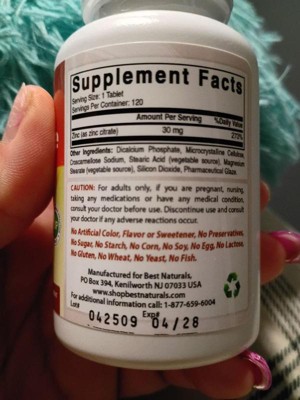 Supplement Facts
Serving Size: 1 Tablet
Servings Per Container: 120
Amount Per Serving %Daily Value
Zinc (as zinc citrate) 30 mg 273%
Other Ingredients: Dicalcium Phosphate, Microcrystalline Cellulose,
Croscarmellose Sodium, Stearic Acid (vegetable source), Magnesium
Stearate (vegetable source), Silicon Dioxide, Pharmaceutical Glaze.
CAUTION: For adults only, if you are pregnant, nursing,
taking any medications or have any medical condition,
consult your doctor before use. Discontinue use and consult
your doctor if any adverse reactions occur.
No Artificial Color, Flavor or Sweetener, No Preservatives,
No Sugar, No Starch, No Corn, No Soy, No Egg, No Lactose,
No Gluten, No Wheat, No Yeast, No Fish.
Manufactured for Best Naturals,
PO Box 394, Kenilworth NJ 07033 USA
www.shopbestnaturals.com
For additional information call: 1-877-659-6004
Lot# Exp#
042509 04/28